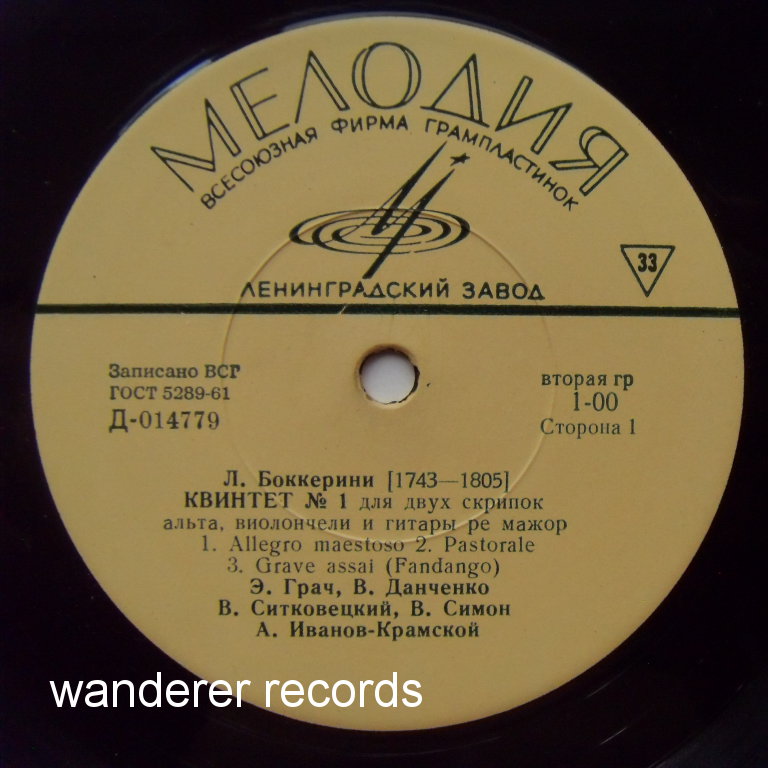 МЕЛОДИЯ
ВСЕСОЮЗНАЯ ФИРМА ГРАМПЛАСТИНОК
ЛЕНИНГРАДСКИЙ ЗАВОД
33
Записано ВСГ
ГОСТ 5289-61
Д-014779
вторая гр
1-00
Сторона 1
Л. Боккерини [1743—1805]
КВИНТЕТ № 1 для двух скрипок
альта, виолончели и гитары ре мажор
1. Allegro maestoso 2. Pastorale
3. Grave assai (Fandango)
Э. Грач, В. Данченко
В. Ситковецкий, В. Симон
А. Иванов-Крамской
wanderer records